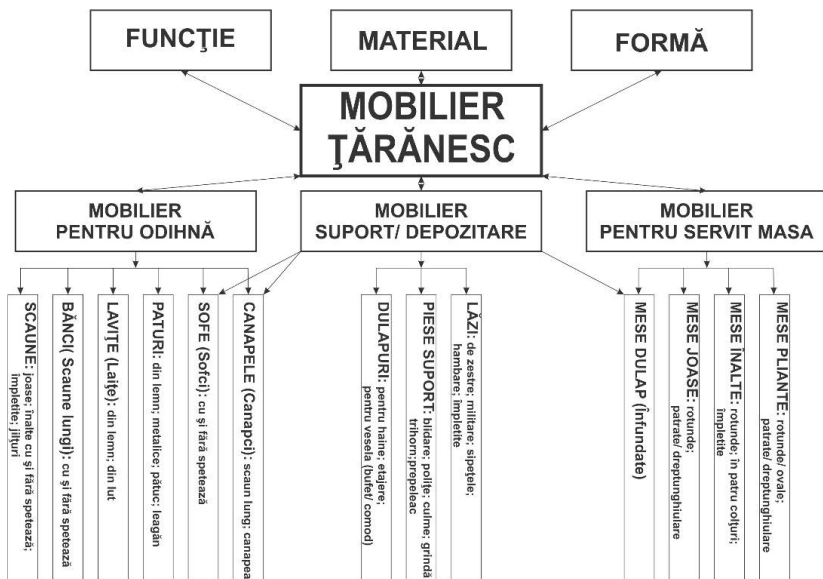 FUNCŢIE
MATERIAL
FORMĂ
MOBILIER
ŢĂRĂNESC
MOBILIER
PENTRU ODIHNĂ
MOBILIER
SUPORT/ DEPOZITARE
MOBILIER
PENTRU SERVIT MASA
SCAUNE: joase; înalte cu şi fără spetează;
împletite; jilţuri
BĂNCI( Scaune lungi): cu şi fără spetează
LAVIŢE (Laiţe): din lemn; din lut
PATURI: din lemn; metalice; pătuc; leagăn
SOFE (Sofci): cu şi fără spetează
CANAPELE (Canapci): scaun lung; canapea
DULAPURI: pentru haine; etajere;
pentru vesela (bufet/ comod)
PIESE SUPORT: blidare; poliţe; culme; grindă
trihorn;prepeleac
LĂZI: de zestre; militare; sipeţele;
hambare; împletite
MESE DULAP (Înfundate)
MESE JOASE: rotunde;
patrate/ dreptunghiulare
MESE ÎNALTE: rotunde; în patru colţuri;
împletite
MESE PLIANTE: rotunde/ ovale;
patrate/ dreptunghiulare